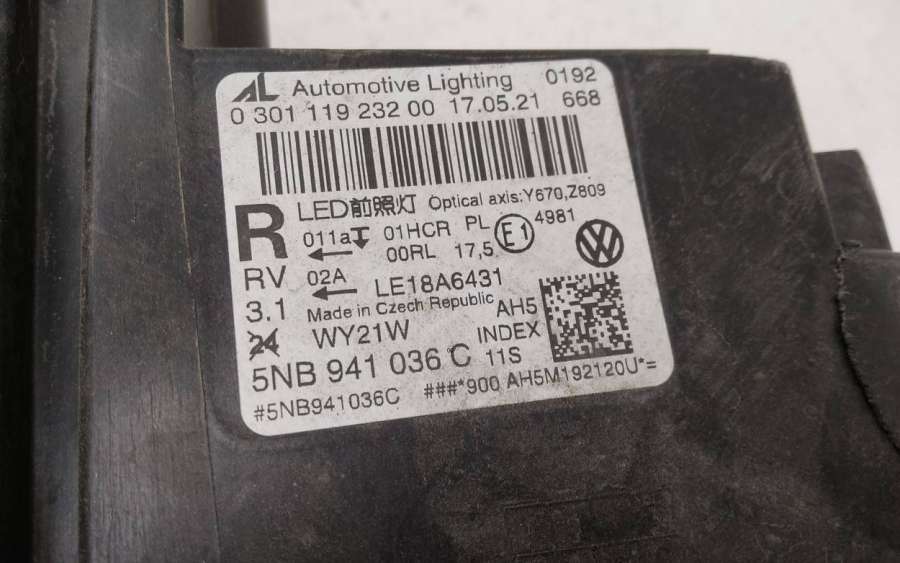 AL Automotive Lighting 0192
0 301 119 232 00 17.05.21 668
LED前照灯 Optical axis:Y670,Z809
R 011a 01HCR PL E1 4981
00RL 17,5
RV 02A LE18A6431
3.1 Made in Czech Republic AH5
24 WY21W INDEX
5NB 941 036 C 11S
#5NB941036C ###*900 AH5M192120U*=